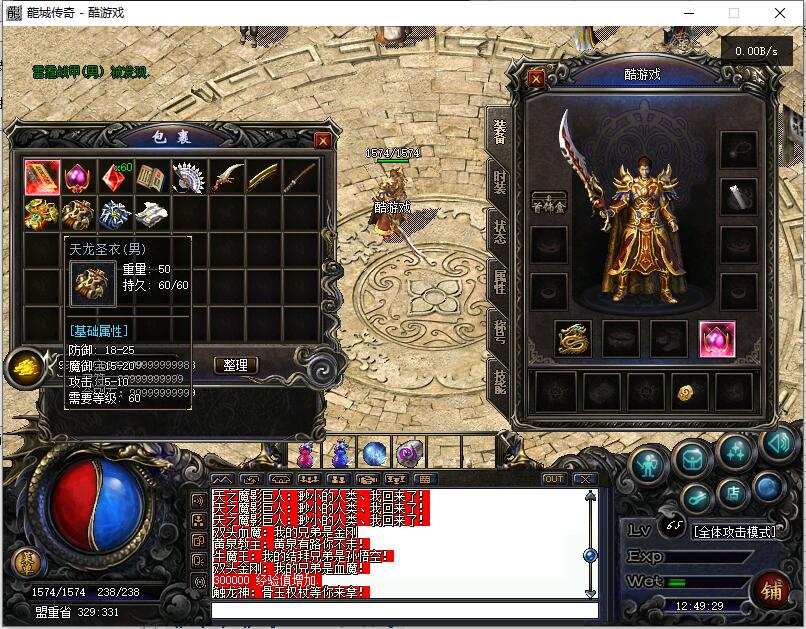 龍城传奇 - 酷游戏
0.00B/s
雷霆战甲(男) 被发现.
酷游戏
包裹
x60
1574/1574
酷游戏
装备
时装
状态
属性
称号
技能
首饰盒
天龙圣衣(男)
重量: 50
持久: 60/60
[基础属性]
防御: 18-25
魔御: 15-20
攻击: 5-10
需要等级: 60
整理
OUT
天之魔影巨人: 渺小的人类、我回来了!
天之魔影巨人: 渺小的人类、我回来了!
天之魔影巨人: 渺小的人类、我回来了!
双头血魔: 我的兄弟是金刚
黄泉教主: 黄泉有路你不走!
牛魔王: 我的结拜兄弟是孙悟空!
双头金刚: 我的兄弟是血魔!
300000 经验值增加
触龙神: 骨玉权杖等你来拿!
店
Lv 65
[全体攻击模式]
Exp
Wet
铺
12:49:29
1574/1574 238/238
盟重省 329:331